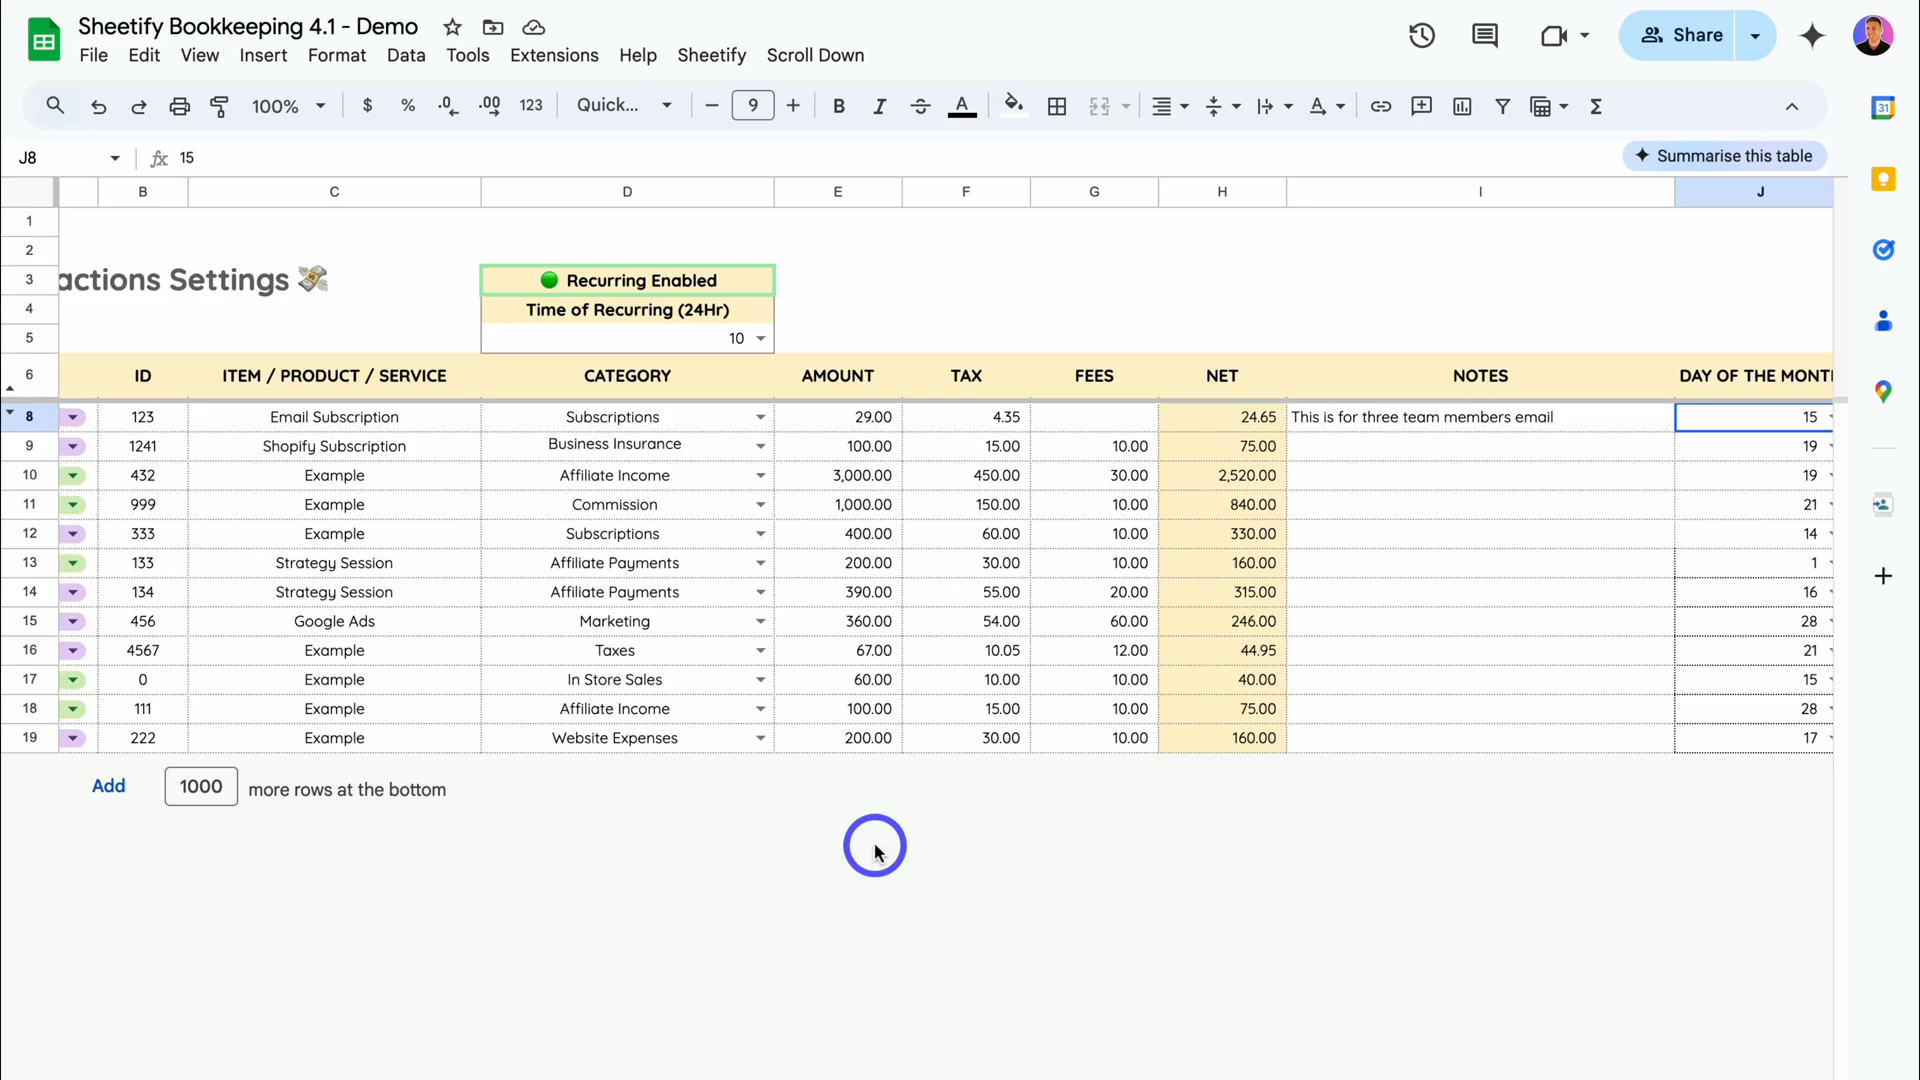 Sheetify Bookkeeping 4.1 - Demo
File Edit View Insert Format Data Tools Extensions Help Sheetify Scroll Down
Share
100% $ % .0 .00 123 Quick... 9 B I A
J8 fx 15 Summarise this table
31
B C D E F G H I J
1
2
3 actions Settings 💸 🟢 Recurring Enabled
4 Time of Recurring (24Hr)
5 10
6 ID ITEM / PRODUCT / SERVICE CATEGORY AMOUNT TAX FEES NET NOTES DAY OF THE MONT
8 123 Email Subscription Subscriptions 29.00 4.35 24.65 This is for three team members email 15
9 1241 Shopify Subscription Business Insurance 100.00 15.00 10.00 75.00 19
10 432 Example Affiliate Income 3,000.00 450.00 30.00 2,520.00 19
11 999 Example Commission 1,000.00 150.00 10.00 840.00 21
12 333 Example Subscriptions 400.00 60.00 10.00 330.00 14
13 133 Strategy Session Affiliate Payments 200.00 30.00 10.00 160.00 1
14 134 Strategy Session Affiliate Payments 390.00 55.00 20.00 315.00 16
15 456 Google Ads Marketing 360.00 54.00 60.00 246.00 28
16 4567 Example Taxes 67.00 10.05 12.00 44.95 21
17 0 Example In Store Sales 60.00 10.00 10.00 40.00 15
18 111 Example Affiliate Income 100.00 15.00 10.00 75.00 28
19 222 Example Website Expenses 200.00 30.00 10.00 160.00 17
Add 1000 more rows at the bottom